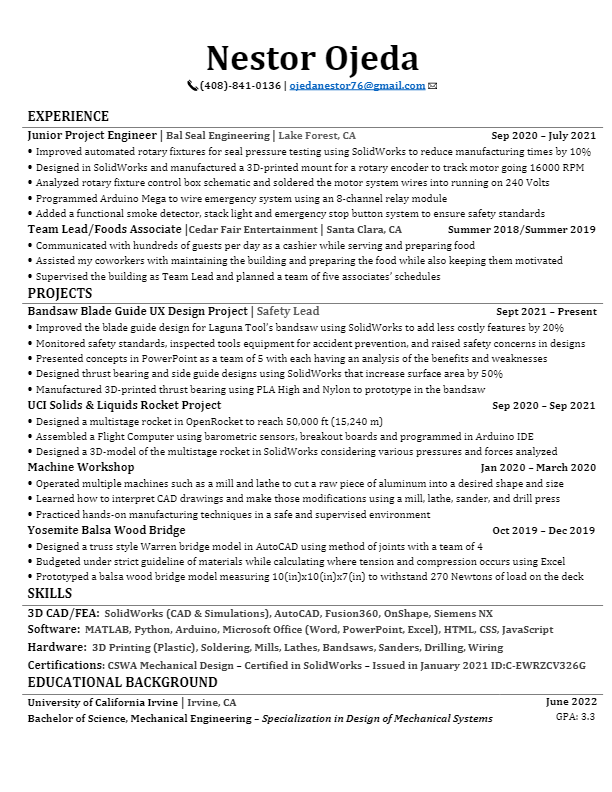 Nestor Ojeda
(408)-841-0136 | ojedanestor76@gmail.com
EXPERIENCE
Junior Project Engineer | Bal Seal Engineering | Lake Forest, CA Sep 2020 – July 2021
• Improved automated rotary fixtures for seal pressure testing using SolidWorks to reduce manufacturing times by 10%
• Designed in SolidWorks and manufactured a 3D-printed mount for a rotary encoder to track motor going 16000 RPM
• Analyzed rotary fixture control box schematic and soldered the motor system wires into running on 240 Volts
• Programmed Arduino Mega to wire emergency system using an 8-channel relay module
• Added a functional smoke detector, stack light and emergency stop button system to ensure safety standards
Team Lead/Foods Associate |Cedar Fair Entertainment | Santa Clara, CA Summer 2018/Summer 2019
• Communicated with hundreds of guests per day as a cashier while serving and preparing food
• Assisted my coworkers with maintaining the building and preparing the food while also keeping them motivated
• Supervised the building as Team Lead and planned a team of five associates’ schedules
PROJECTS
Bandsaw Blade Guide UX Design Project | Safety Lead Sept 2021 – Present
• Improved the blade guide design for Laguna Tool’s bandsaw using SolidWorks to add less costly features by 20%
• Monitored safety standards, inspected tools equipment for accident prevention, and raised safety concerns in designs
• Presented concepts in PowerPoint as a team of 5 with each having an analysis of the benefits and weaknesses
• Designed thrust bearing and side guide designs using SolidWorks that increase surface area by 50%
• Manufactured 3D-printed thrust bearing using PLA High and Nylon to prototype in the bandsaw
UCI Solids & Liquids Rocket Project Sep 2020 – Sep 2021
• Designed a multistage rocket in OpenRocket to reach 50,000 ft (15,240 m)
• Assembled a Flight Computer using barometric sensors, breakout boards and programmed in Arduino IDE
• Designed a 3D-model of the multistage rocket in SolidWorks considering various pressures and forces analyzed
Machine Workshop Jan 2020 – March 2020
• Operated multiple machines such as a mill and lathe to cut a raw piece of aluminum into a desired shape and size
• Learned how to interpret CAD drawings and make those modifications using a mill, lathe, sander, and drill press
• Practiced hands-on manufacturing techniques in a safe and supervised environment
Yosemite Balsa Wood Bridge Oct 2019 – Dec 2019
• Designed a truss style Warren bridge model in AutoCAD using method of joints with a team of 4
• Budgeted under strict guideline of materials while calculating where tension and compression occurs using Excel
• Prototyped a balsa wood bridge model measuring 10(in)x10(in)x7(in) to withstand 270 Newtons of load on the deck
SKILLS
3D CAD/FEA: SolidWorks (CAD & Simulations), AutoCAD, Fusion360, OnShape, Siemens NX
Software: MATLAB, Python, Arduino, Microsoft Office (Word, PowerPoint, Excel), HTML, CSS, JavaScript
Hardware: 3D Printing (Plastic), Soldering, Mills, Lathes, Bandsaws, Sanders, Drilling, Wiring
Certifications: CSWA Mechanical Design – Certified in SolidWorks – Issued in January 2021 ID:C-EWRZCV326G
EDUCATIONAL BACKGROUND
University of California Irvine | Irvine, CA June 2022
Bachelor of Science, Mechanical Engineering – Specialization in Design of Mechanical Systems GPA: 3.3